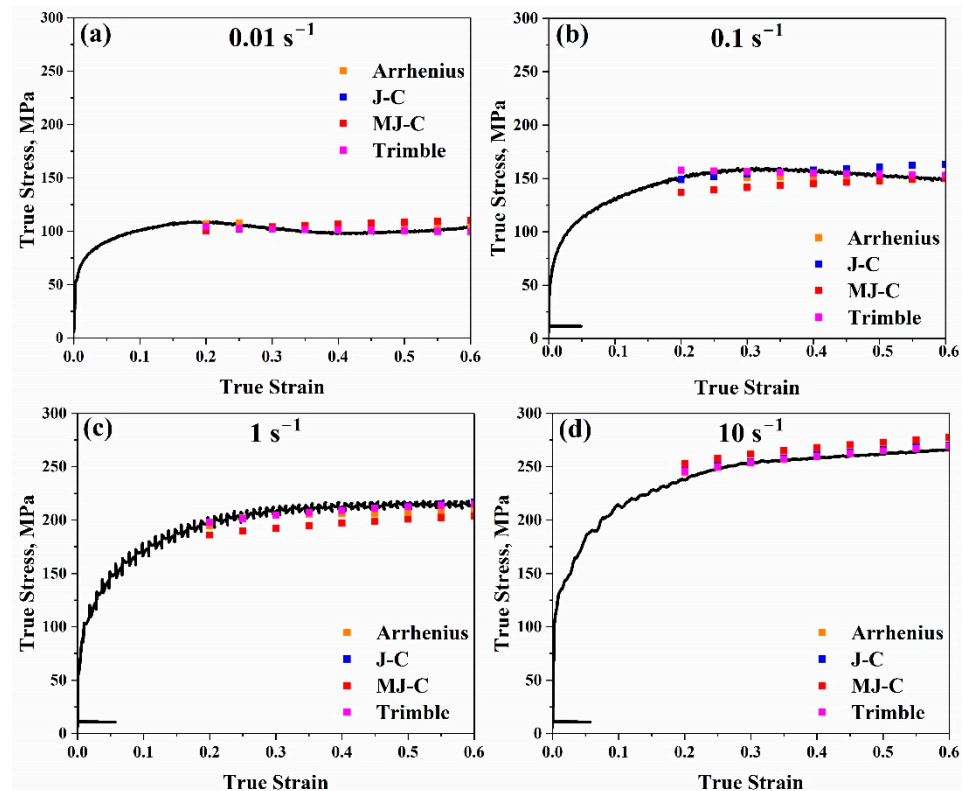 (a) 0.01 s⁻¹
300
250
200
150
100
50
0
True Stress, MPa
Arrhenius
J-C
MJ-C
Trimble
0.0 0.1 0.2 0.3 0.4 0.5 0.6
True Strain
(b) 0.1 s⁻¹
300
250
200
150
100
50
0
True Stress, MPa
Arrhenius
J-C
MJ-C
Trimble
0.0 0.1 0.2 0.3 0.4 0.5 0.6
True Strain
(c) 1 s⁻¹
300
250
200
150
100
50
0
True Stress, MPa
Arrhenius
J-C
MJ-C
Trimble
0.0 0.1 0.2 0.3 0.4 0.5 0.6
True Strain
(d) 10 s⁻¹
300
250
200
150
100
50
0
True Stress, MPa
Arrhenius
J-C
MJ-C
Trimble
0.0 0.1 0.2 0.3 0.4 0.5 0.6
True Strain